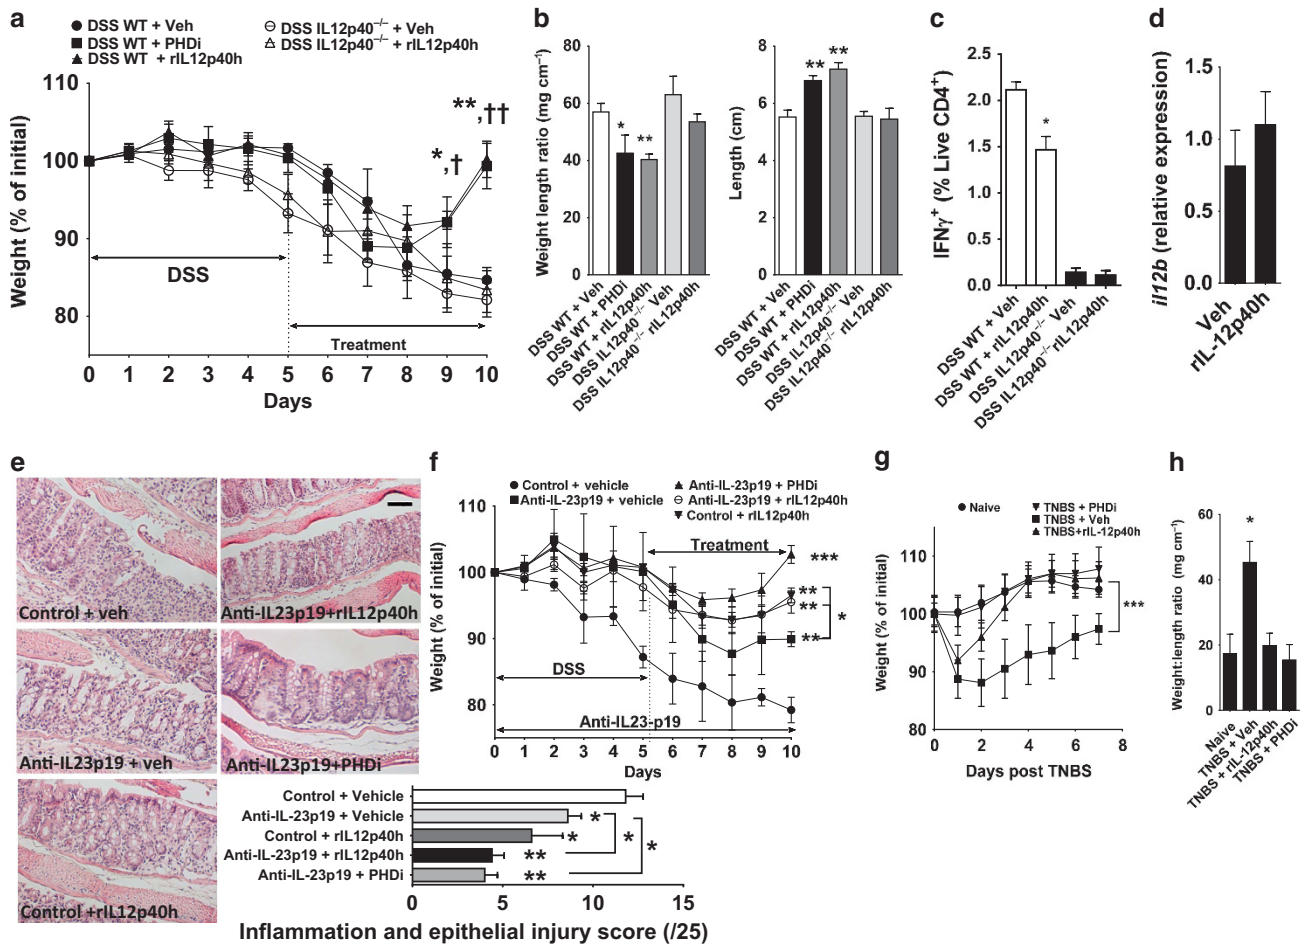 a
DSS WT + Veh
DSS WT + PHDi
DSS WT + rIL12p40h
DSS IL12p40−/− + Veh
DSS IL12p40−/− + rIL12p40h
Weight (% of initial)
110
100
90
80
**,††
*,†
DSS
Treatment
0 1 2 3 4 5 6 7 8 9 10
Days
b
Weight length ratio (mg cm−1)
80
60
40
20
0
* **
DSS WT + Veh
DSS WT + PHDi
DSS WT + rIL12p40h
DSS IL12p40−/− Veh
DSS IL12p40−/− rIL12p40h
Length (cm)
8
6
4
2
0
** **
DSS WT + Veh
DSS WT + PHDi
DSS WT + rIL12p40h
DSS IL12p40−/− Veh
DSS IL12p40−/− rIL12p40h
c
IFNγ+ (% Live CD4+)
2.5
2.0
1.5
1.0
0.5
0.0
*
DSS WT + Veh
DSS WT + rIL12p40h
DSS IL12p40−/− Veh
DSS IL12p40−/− rIL12p40h
d
il12b (relative expression)
1.5
1.0
0.5
0.0
Veh
rIL-12p40h
e
Control + veh
Anti-IL23p19+rIL12p40h
Anti-IL23p19 + veh
Anti-IL23p19+PHDi
Control +rIL12p40h
f
Control + vehicle
Anti-IL-23p19 + vehicle
Anti-IL-23p19 + PHDi
Anti-IL-23p19 + rIL12p40h
Control + rIL12p40h
Weight (% of initial)
110
100
90
80
Treatment
***
**
**
**
*
DSS
Anti-IL23-p19
0 1 2 3 4 5 6 7 8 9 10
Days
Control + Vehicle
Anti-IL-23p19 + Vehicle
Control + rIL12p40h
Anti-IL-23p19 + rIL12p40h
Anti-IL-23p19 + PHDi
*
*
**
**
*
*
0 5 10 15
Inflammation and epithelial injury score (/25)
g
Naive
TNBS + PHDi
TNBS + Veh
TNBS+rIL-12p40h
Weight (% of initial)
110
100
90
80
***
0 2 4 6 8
Days post TNBS
h
Weight:length ratio (mg cm−1)
60
40
20
0
*
Naive
TNBS + Veh
TNBS + rIL-12p40h
TNBS + PHDi